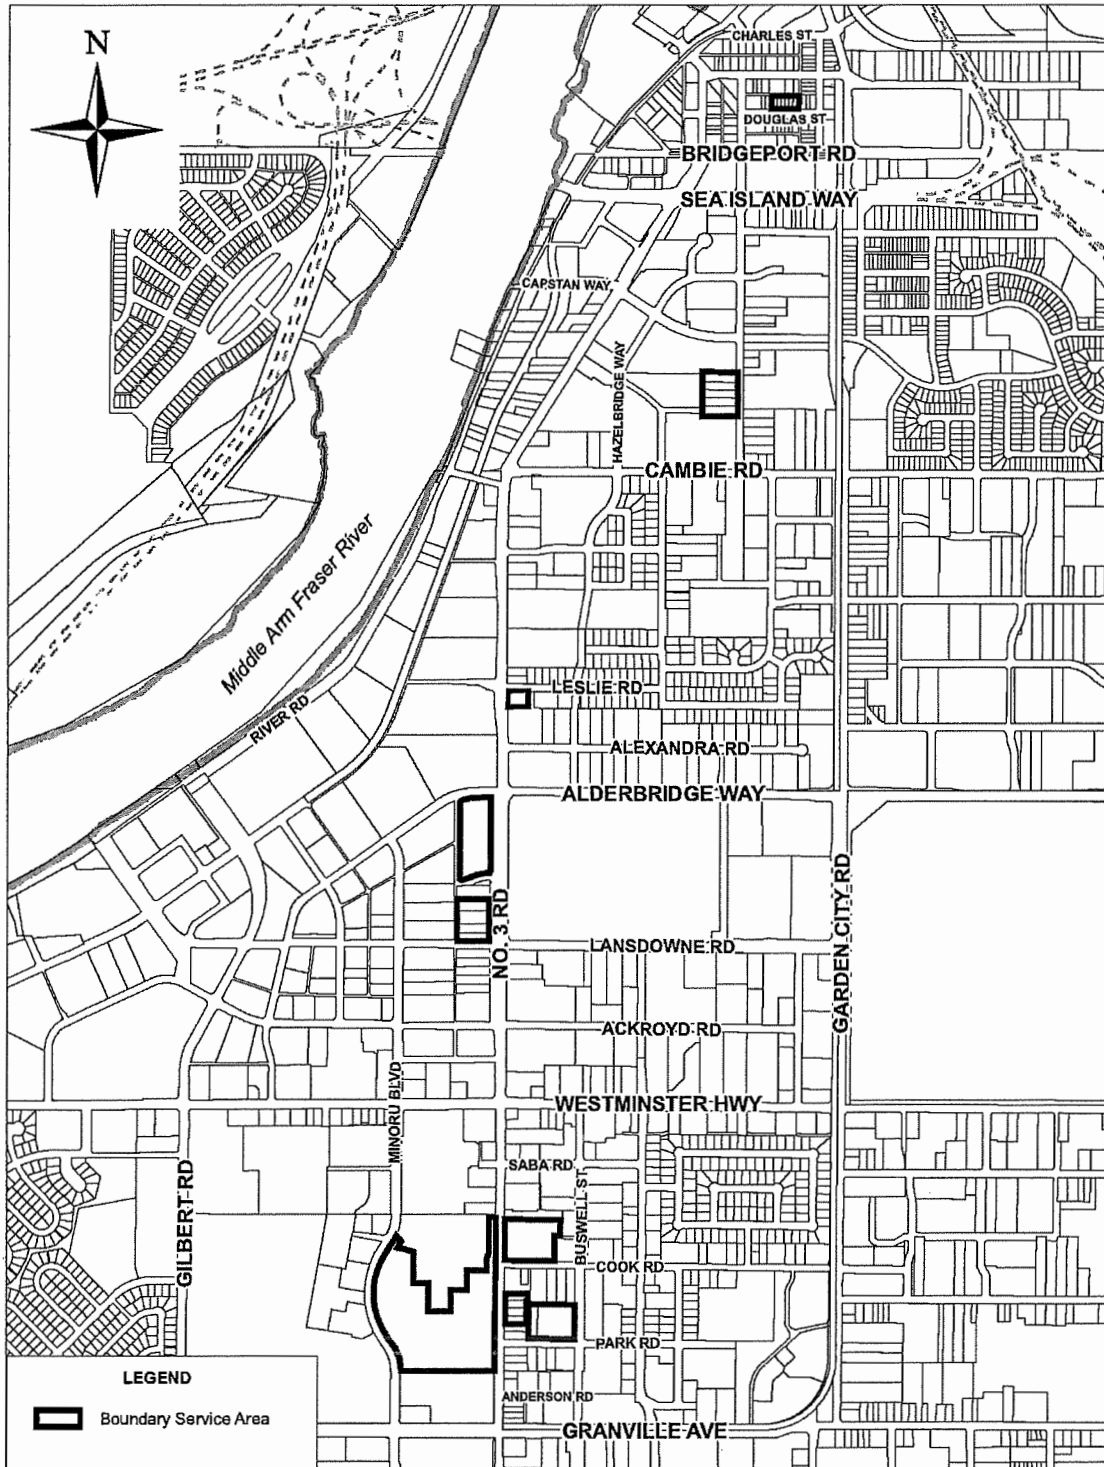 N
CHARLES ST
DOUGLAS ST
BRIDGEPORT RD
SEA ISLAND WAY
CAPSTAN WAY
HAZELBRIDGE WAY
CAMBIE RD
Middle Arm Fraser River
LESLIE RD
RIVER RD
ALEXANDRA RD
ALDERBRIDGE WAY
GARDEN CITY RD
NO. 3 RD
LANSDOWNE RD
ACKROYD RD
MINORU BLVD
WESTMINSTER HWY
SABA RD
GILBERT RD
BUSWELL ST
COOK RD
PARK RD
LEGEND
ANDERSON RD
Boundary Service Area
GRANVILLE AVE